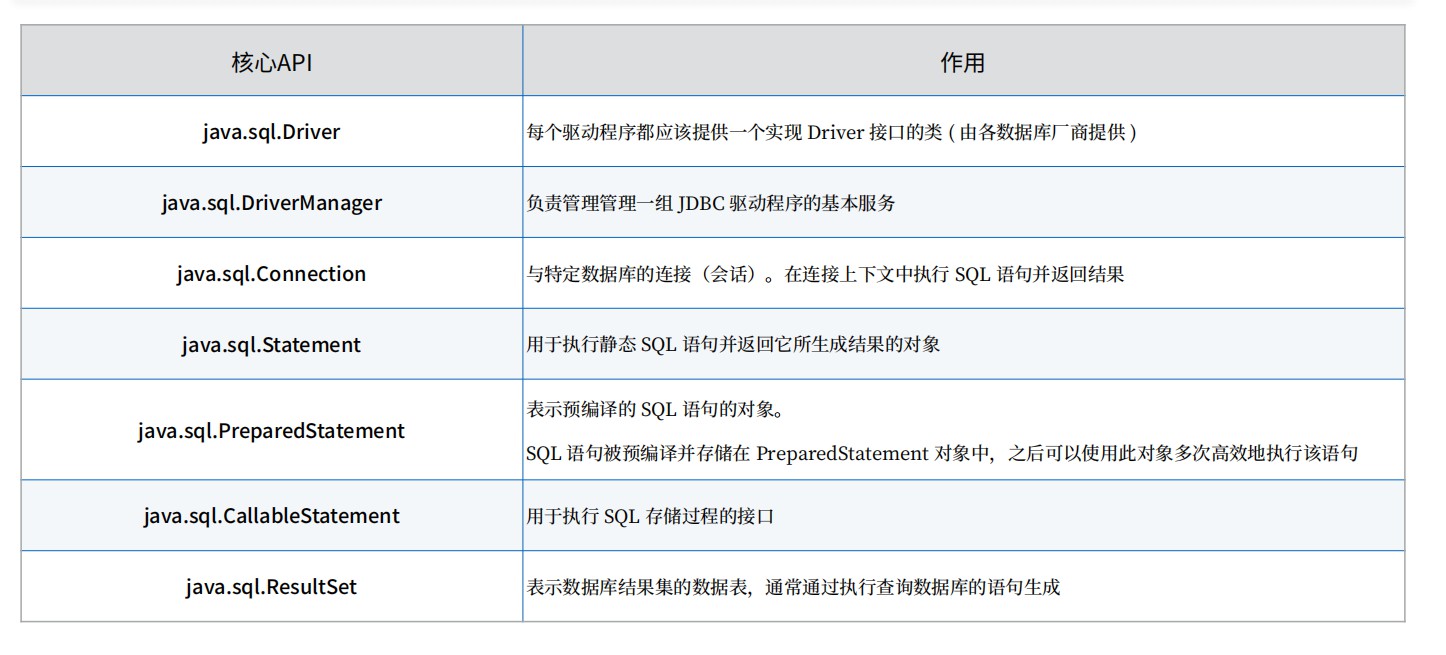 核心API
作用
java.sql.Driver
每个驱动程序都应该提供一个实现 Driver 接口的类 ( 由各数据库厂商提供 )
java.sql.DriverManager
负责管理管理一组 JDBC 驱动程序的基本服务
java.sql.Connection
与特定数据库的连接（会话）。在连接上下文中执行 SQL 语句并返回结果
java.sql.Statement
用于执行静态 SQL 语句并返回它所生成结果的对象
java.sql.PreparedStatement
表示预编译的 SQL 语句的对象。
SQL 语句被预编译并存储在 PreparedStatement 对象中，之后可以使用此对象多次高效地执行该语句
java.sql.CallableStatement
用于执行 SQL 存储过程的接口
java.sql.ResultSet
表示数据库结果集的数据表，通常通过执行查询数据库的语句生成